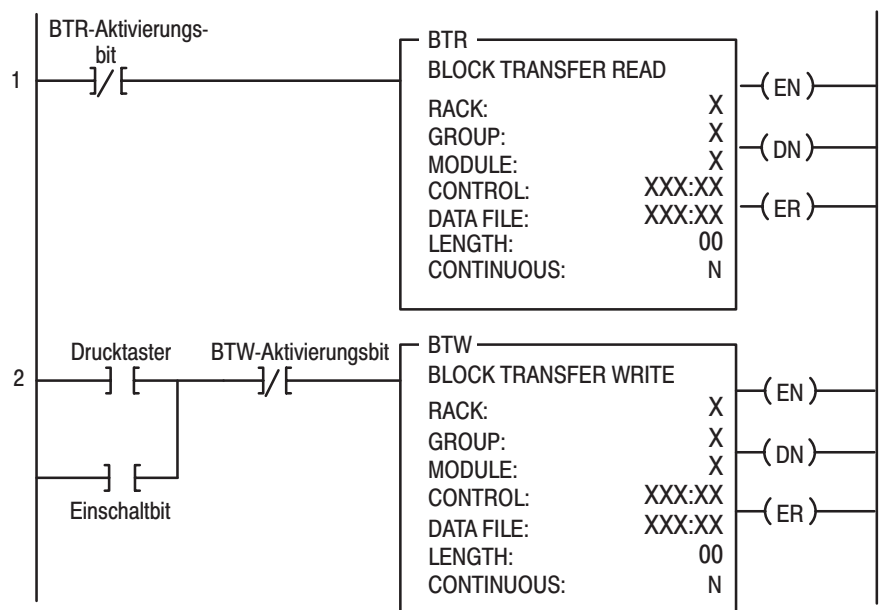 BTR-Aktivierungs-
bit
1
BTR
BLOCK TRANSFER READ
RACK: X
GROUP: X
MODULE: X
CONTROL: XXX:XX
DATA FILE: XXX:XX
LENGTH: 00
CONTINUOUS: N
EN
DN
ER
2
Drucktaster
BTW-Aktivierungsbit
Einschaltbit
BTW
BLOCK TRANSFER WRITE
RACK: X
GROUP: X
MODULE: X
CONTROL: XXX:XX
DATA FILE: XXX:XX
LENGTH: 00
CONTINUOUS: N
EN
DN
ER